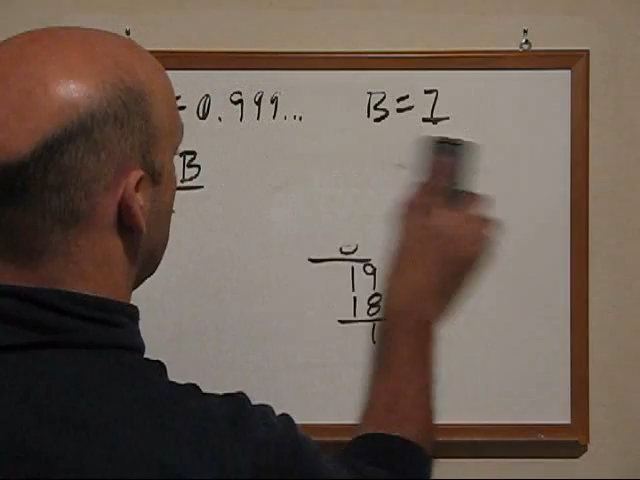 = 0.999... B = 1
B
0
19
18
1